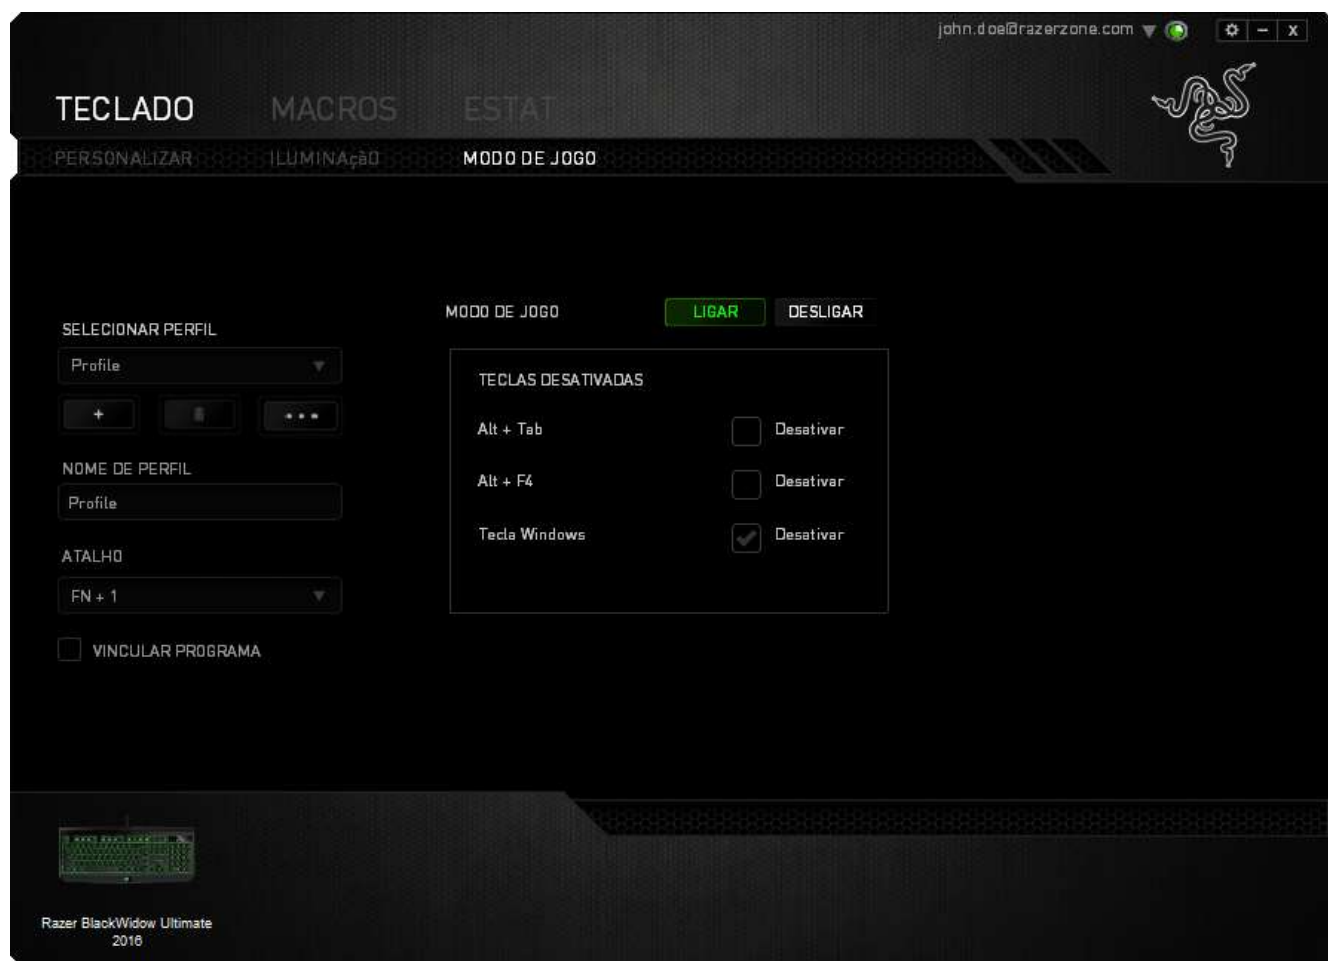 john.doe@razerzone.com
TECLADO MACROS ESTAT
PERSONALIZAR ILUMINAçãO MODO DE JOGO
MODO DE JOGO LIGAR DESLIGAR
SELECIONAR PERFIL
Profile
+
NOME DE PERFIL
Profile
ATALHO
FN + 1
VINCULAR PROGRAMA
TECLAS DESATIVADAS
Alt + Tab Desativar
Alt + F4 Desativar
Tecla Windows Desativar
Razer BlackWidow Ultimate
2016